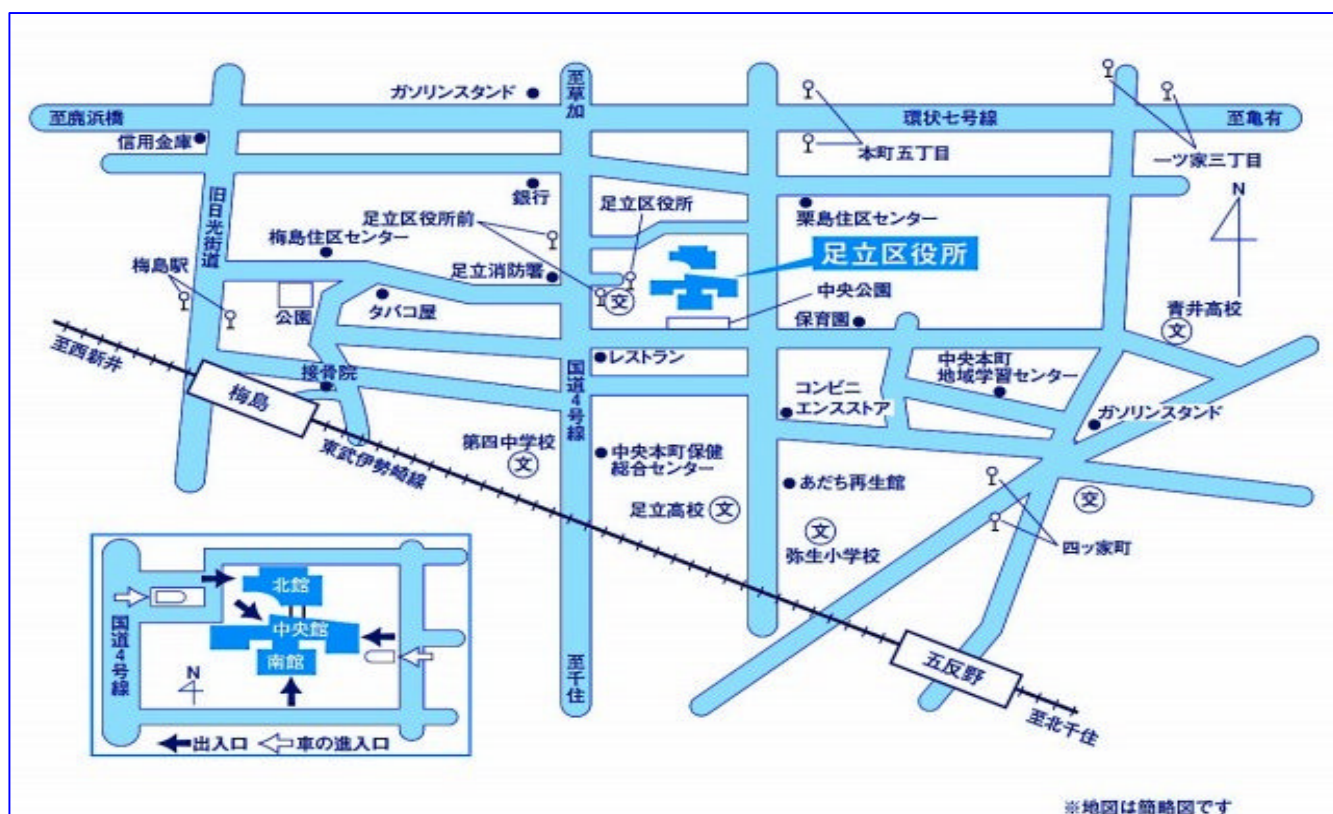 至草加
ガソリンスタンド
至鹿浜橋
環状七号線
至亀有
信用金庫
本町五丁目
一ツ家三丁目
N
旧日光街道
銀行
足立区役所
栗島住区センター
足立区役所前
梅島住区センター
足立区役所
梅島駅
足立消防署
中央公園
交
公園
タバコ屋
保育園
青井高校
文
至西新井
レストラン
中央本町
地域学習センター
接骨院
国道4号線
コンビニ
エンスストア
梅島
ガソリンスタンド
東武伊勢崎線
第四中学校
文
中央本町保健
総合センター
あだち再生館
足立高校
文
交
文
弥生小学校
四ッ家町
北館
中央館
国道4号線
南館
N
至千住
五反野
至北千住
出入口
車の進入口
※地図は簡略図です